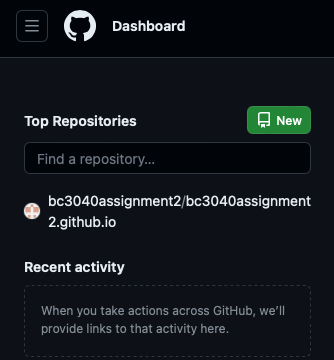 Dashboard
Top Repositories
New
Find a repository...
bc3040assignment2/bc3040assignment
2.github.io
Recent activity
When you take actions across GitHub, we'll
provide links to that activity here.